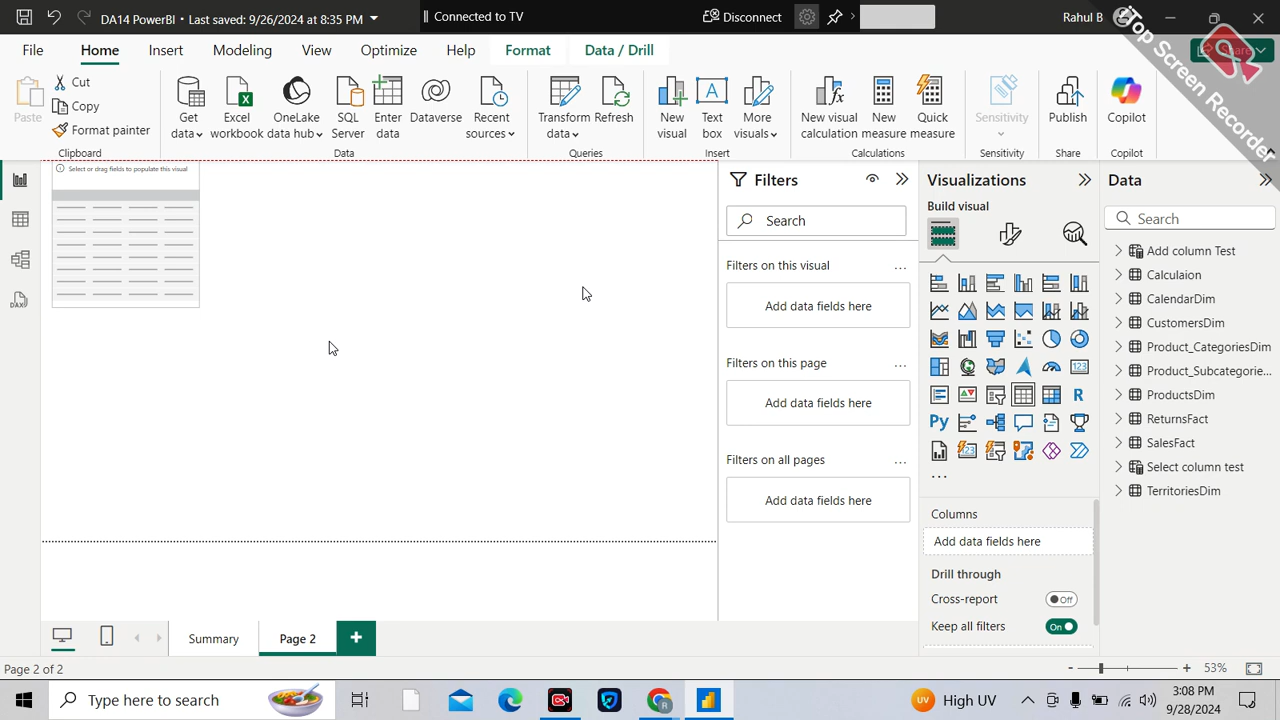 DA14 PowerBI • Last saved: 9/26/2024 at 8:35 PM
Connected to TV
Disconnect
Rahul B
iTop Screen Recorder
File Home Insert Modeling View Optimize Help Format Data / Drill
Share
Paste
Cut
Copy
Format painter
Get data
Excel workbook
OneLake data hub
SQL Server
Enter data
Dataverse
Recent sources
Transform data
Refresh
New visual
Text box
More visuals
New visual calculation
New measure
Quick measure
Sensitivity
Publish
Copilot
Clipboard
Data
Queries
Insert
Calculations
Sensitivity
Share
Copilot
Select or drag fields to populate this visual
DAX
Filters
Search
Filters on this visual ...
Add data fields here
Filters on this page ...
Add data fields here
Filters on all pages ...
Add data fields here
Visualizations
Build visual
123
R
Py
123
...
Columns
Add data fields here
Drill through
Cross-report Off
Keep all filters On
Data
Search
Add column Test
Calculaion
CalendarDim
CustomersDim
Product_CategoriesDim
Product_Subcategorie...
ProductsDim
ReturnsFact
SalesFact
Select column test
TerritoriesDim
Summary
Page 2
Page 2 of 2
53%
Type here to search
R
UV High UV
3:08 PM
9/28/2024